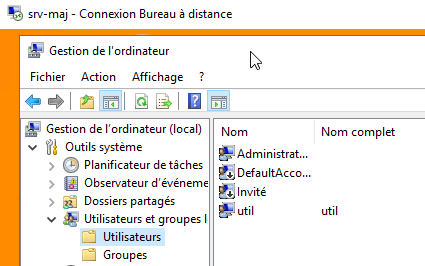 srv-maj - Connexion Bureau à distance
Gestion de l'ordinateur
Fichier Action Affichage ?
Gestion de l'ordinateur (local)
Outils système
Planificateur de tâches
Observateur d'événeme
Dossiers partagés
Utilisateurs et groupes l
Utilisateurs
Groupes
Nom Nom complet
Administrat...
DefaultAcco...
Invité
util util